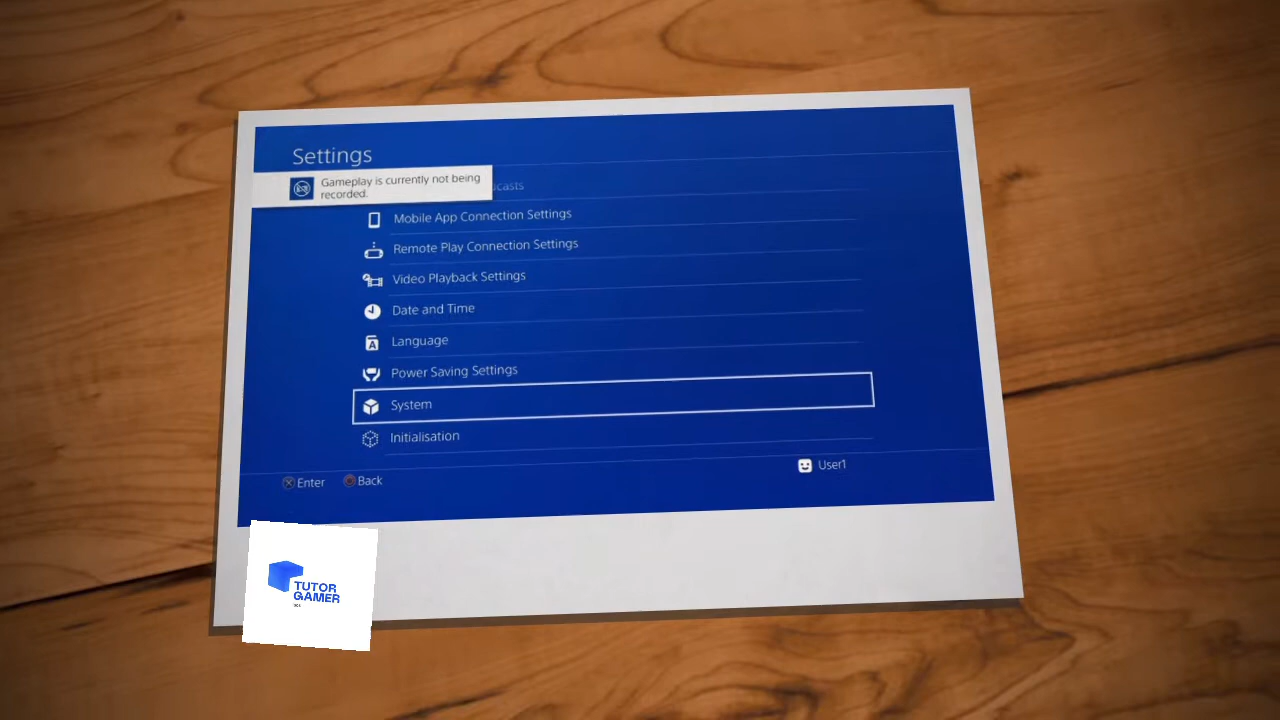 Settings
Gameplay is currently not being
recorded.
Mobile App Connection Settings
Remote Play Connection Settings
Video Playback Settings
Date and Time
Language
Power Saving Settings
System
Initialisation
User1
Enter
Back
TUTOR
GAMER